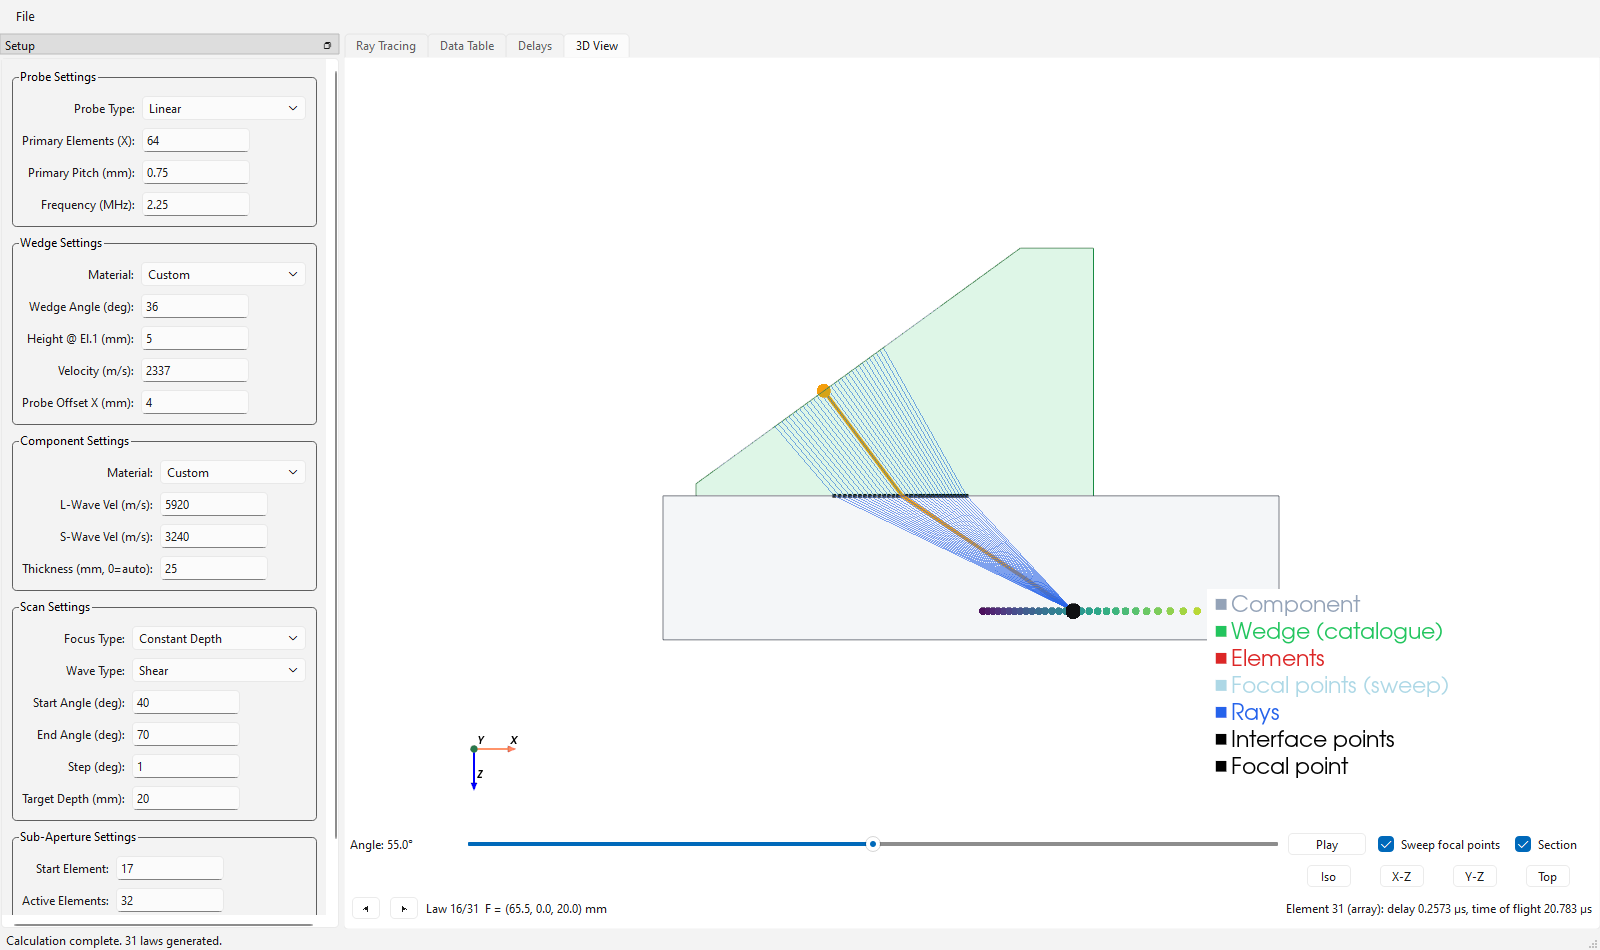 File
Setup
Ray Tracing
Data Table
Delays
3D View
Probe Settings
Probe Type: Linear
Primary Elements (X): 64
Primary Pitch (mm): 0.75
Frequency (MHz): 2.25
Wedge Settings
Material: Custom
Wedge Angle (deg): 36
Height @ El.1 (mm): 5
Velocity (m/s): 2337
Probe Offset X (mm): 4
Component Settings
Material: Custom
L-Wave Vel (m/s): 5920
S-Wave Vel (m/s): 3240
Thickness (mm, 0=auto): 25
Scan Settings
Focus Type: Constant Depth
Wave Type: Shear
Start Angle (deg): 40
End Angle (deg): 70
Step (deg): 1
Target Depth (mm): 20
Sub-Aperture Settings
Start Element: 17
Active Elements: 32
Component
Wedge (catalogue)
Elements
Focal points (sweep)
Rays
Interface points
Focal point
Y X
Z
Angle: 55.0°
Play
Sweep focal points
Section
Iso
X-Z
Y-Z
Top
Law 16/31 F = (65.5, 0.0, 20.0) mm
Element 31 (array): delay 0.2573 µs, time of flight 20.783 µs
Calculation complete. 31 laws generated.